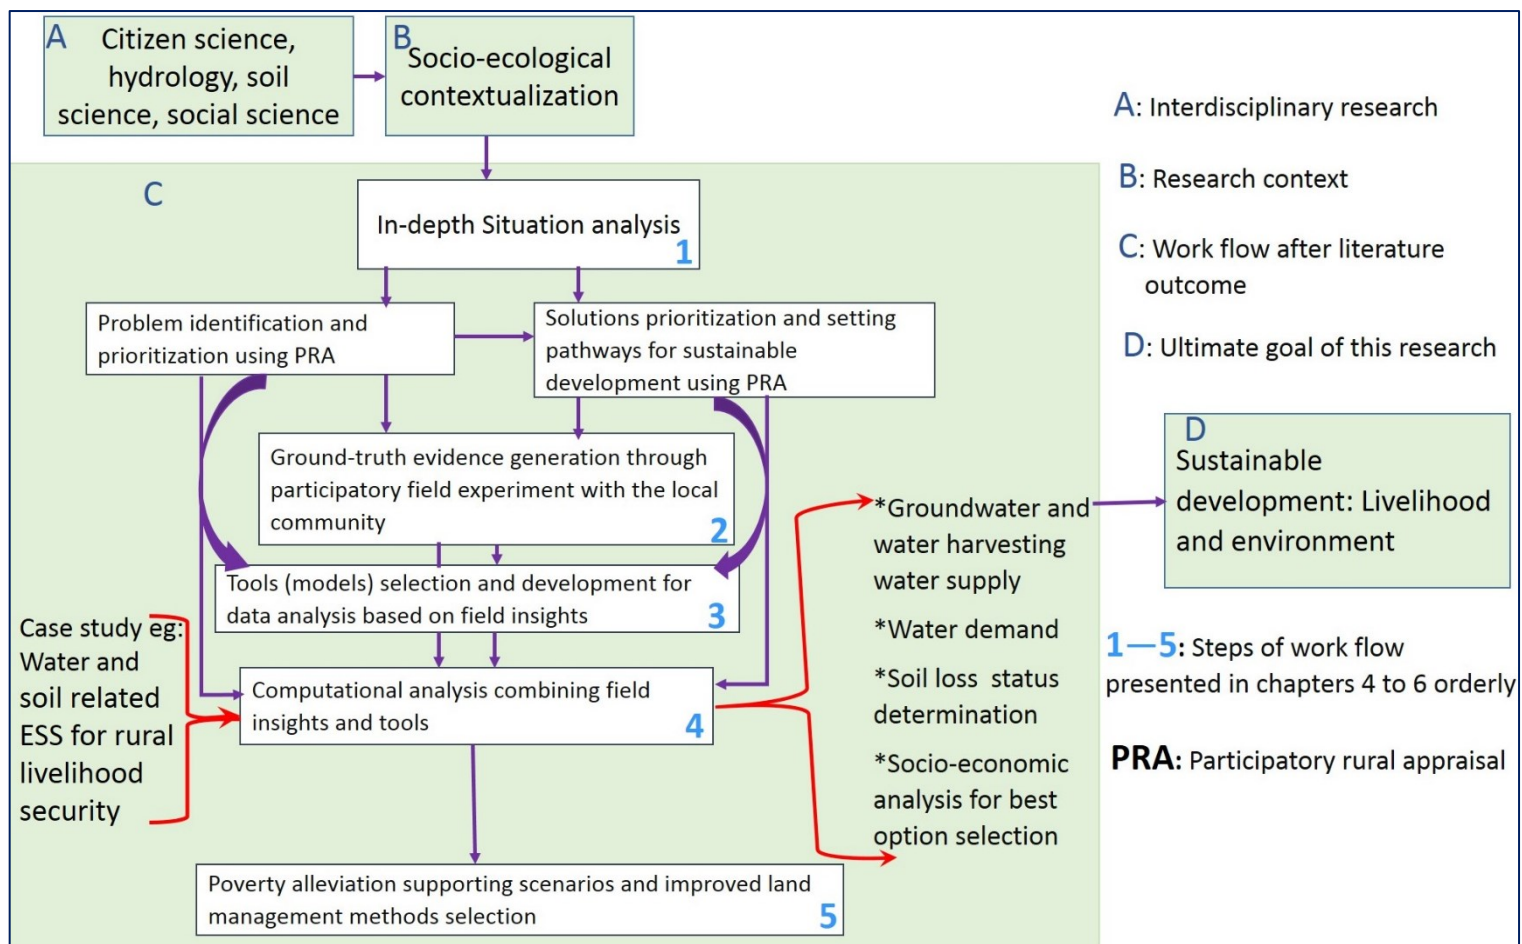 A
Citizen science,
hydrology, soil
science, social science
B
Socio-ecological
contextualization
C
In-depth Situation analysis
1
Problem identification and
prioritization using PRA
Solutions prioritization and setting
pathways for sustainable
development using PRA
Ground-truth evidence generation through
participatory field experiment with the local
community
2
Tools (models) selection and development for
data analysis based on field insights
3
Case study eg:
Water and
soil related
ESS for rural
livelihood
security
Computational analysis combining field
insights and tools
4
*Groundwater and
water harvesting
water supply
*Water demand
*Soil loss status
determination
*Socio-economic
analysis for best
option selection
Poverty alleviation supporting scenarios and improved land
management methods selection
5
A: Interdisciplinary research
B: Research context
C: Work flow after literature
outcome
D: Ultimate goal of this research
D
Sustainable
development: Livelihood
and environment
1—5: Steps of work flow
presented in chapters 4 to 6 orderly
PRA: Participatory rural appraisal